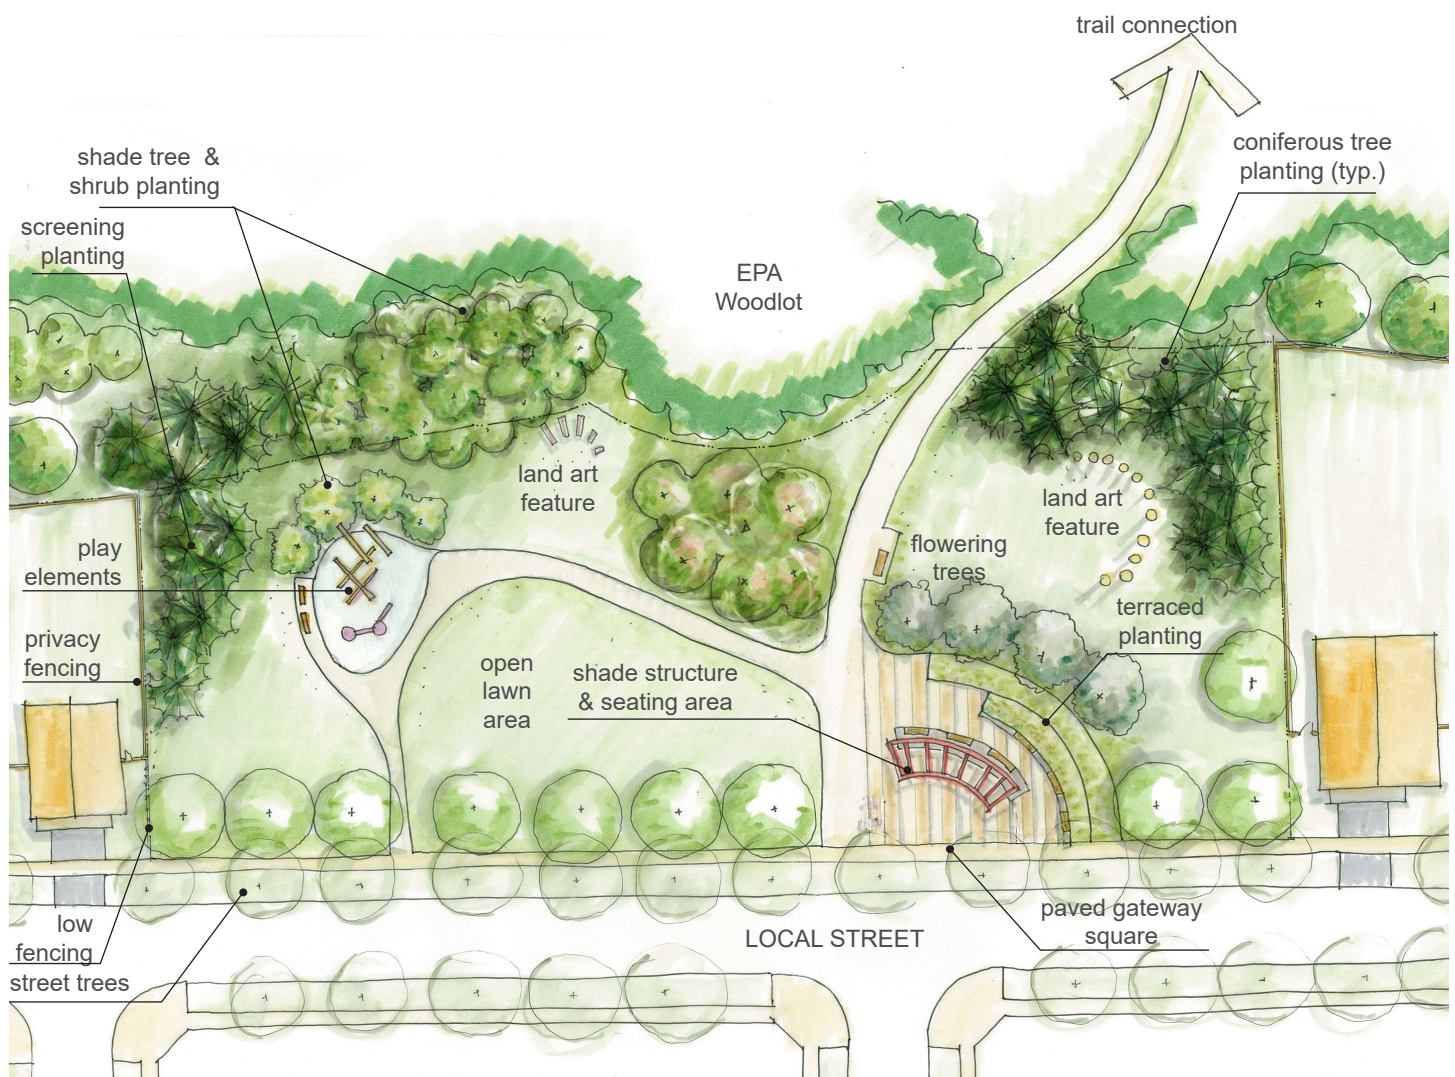 trail connection
shade tree &
shrub planting
coniferous tree
planting (typ.)
screening
planting
EPA
Woodlot
land art
feature
land art
feature
play
elements
flowering
trees
terraced
planting
privacy
fencing
open
lawn
area
shade structure
& seating area
low
fencing
street trees
LOCAL STREET
paved gateway
square